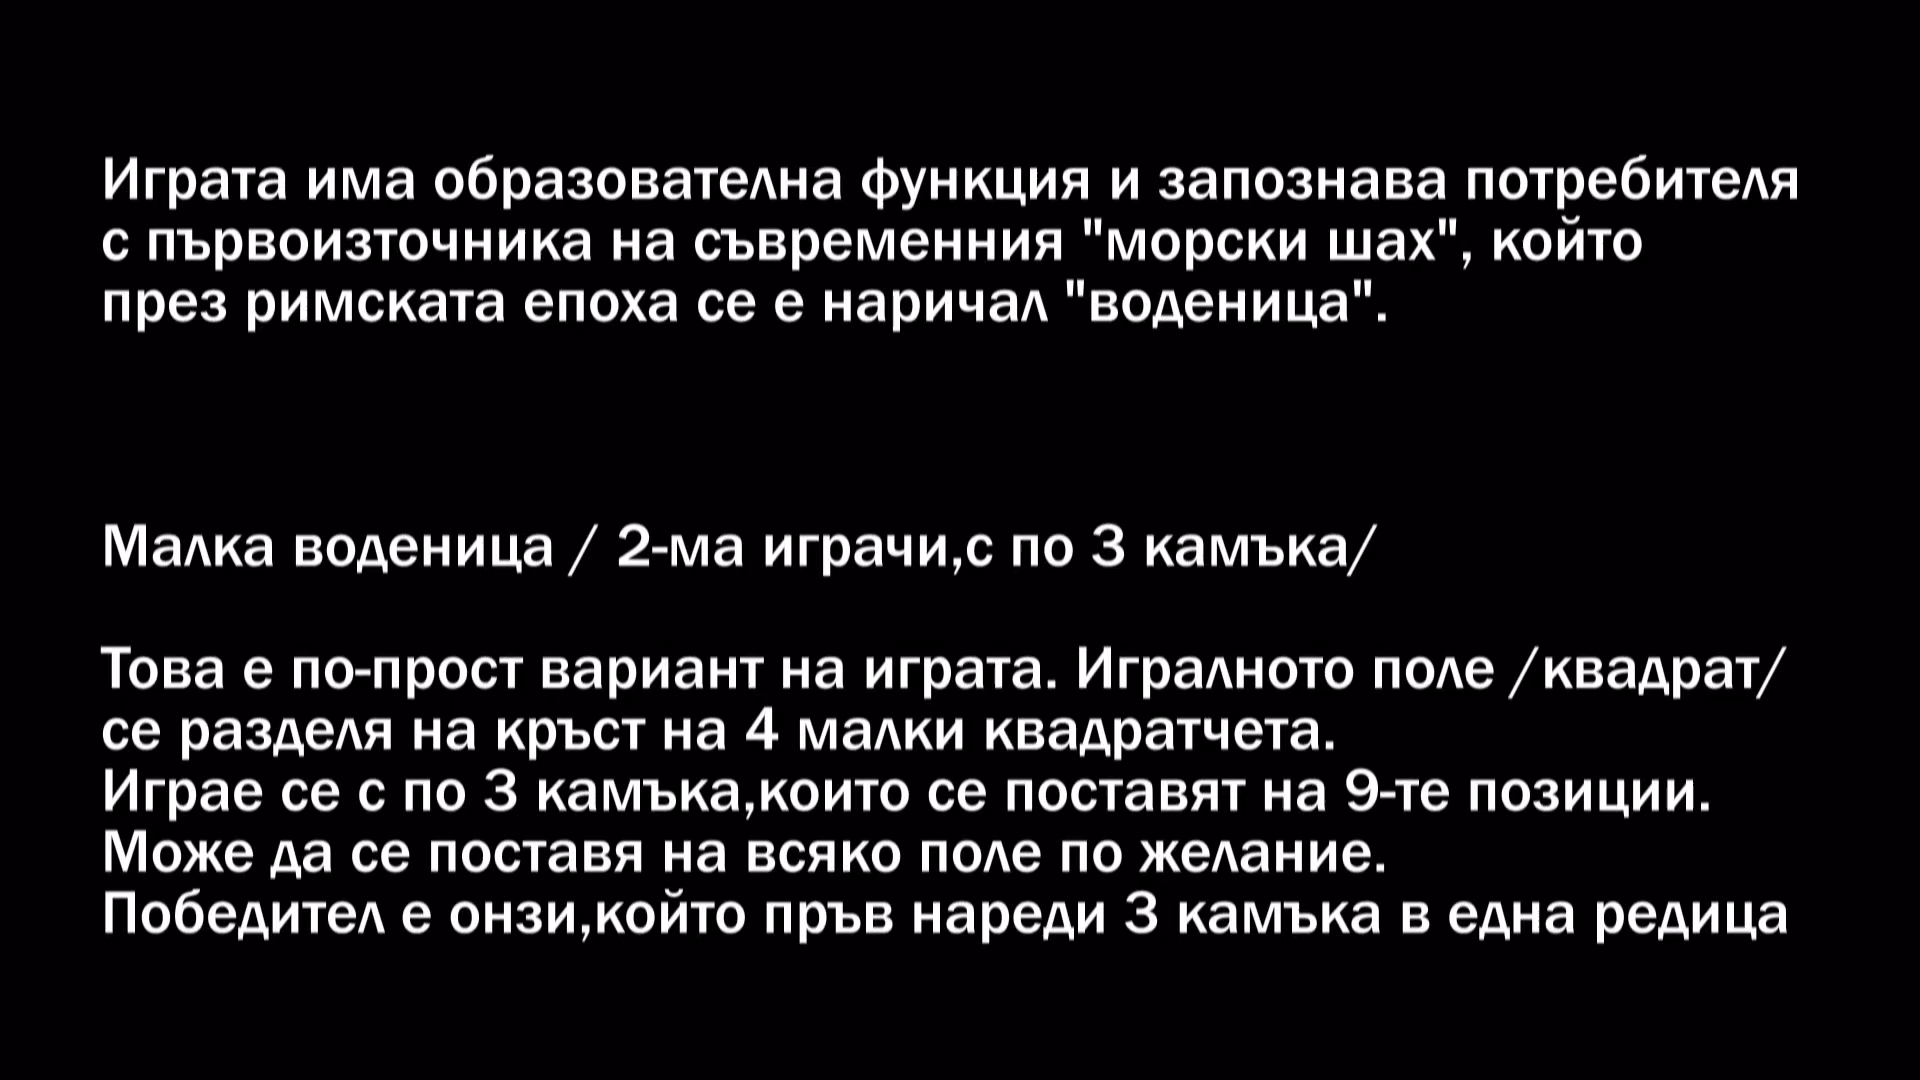 Играта има образователна функция и запознава потребителя
с първоизточника на съвременния "морски шах", който
през римската епоха се е наричал "воденица".
Малка воденица / 2-ма играчи,с по 3 камъка/
Това е по-прост вариант на играта. Игралното поле /квадрат/
се разделя на кръст на 4 малки квадратчета.
Играе се с по 3 камъка,които се поставят на 9-те позиции.
Може да се поставя на всяко поле по желание.
Победител е онзи,който пръв нареди 3 камъка в една редица